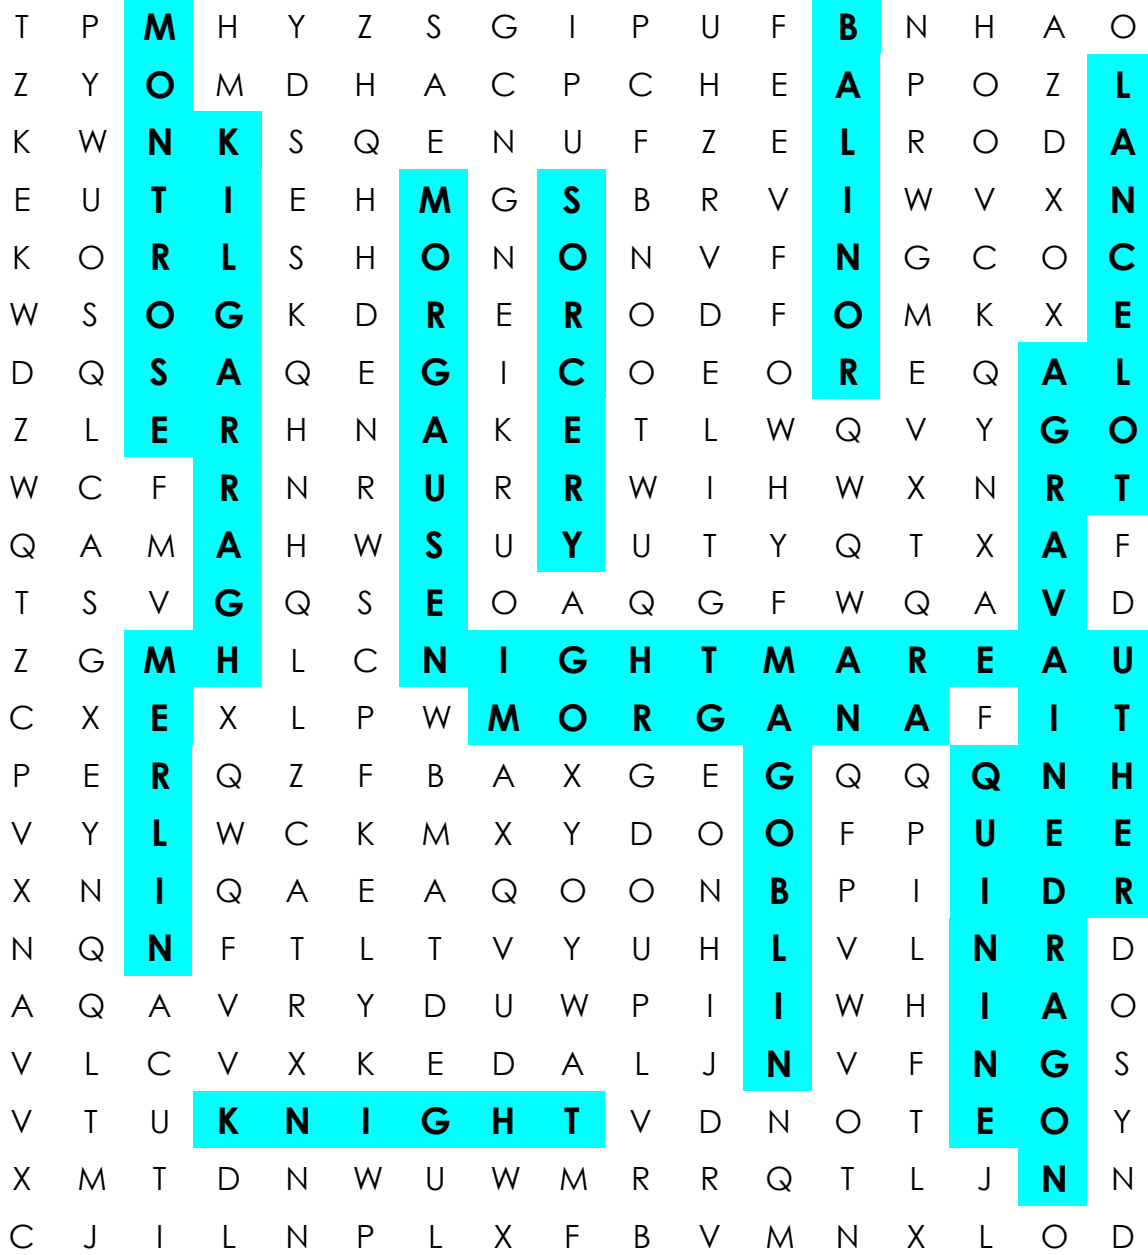 T P M H Y Z S G I P U F B N H A O
Z Y O M D H A C P C H E A P O Z L
K W N K S Q E N U F Z E L R O D A
E U T I E H M G S B R V I W V X N
K O R L S H O N O N V F N G C O C
W S O G K D R E R O D F O M K X E
D Q S A Q E G I C O E O R E Q A L
Z L E R H N A K E T L W Q V Y G O
W C F R N R U R R W I H W X N R T
Q A M A H W S U Y U T Y Q T X A F
T S V G Q S E O A Q G F W Q A V D
Z G M H L C N I G H T M A R E A U
C X E X L P W M O R G A N A F I T
P E R Q Z F B A X G E G Q Q Q N H
V Y L W C K M X Y D O O F P U E E
X N I Q A E A Q O O N B P I I D R
N Q N F T L T V Y U H L V L N R D
A Q A V R Y D U W P I I W H I A O
V L C V X K E D A L J N V F N G S
V T U K N I G H T V D N O T E O Y
X M T D N W U W M R R Q T L J N N
C J I L N P L X F B V M N X L O D